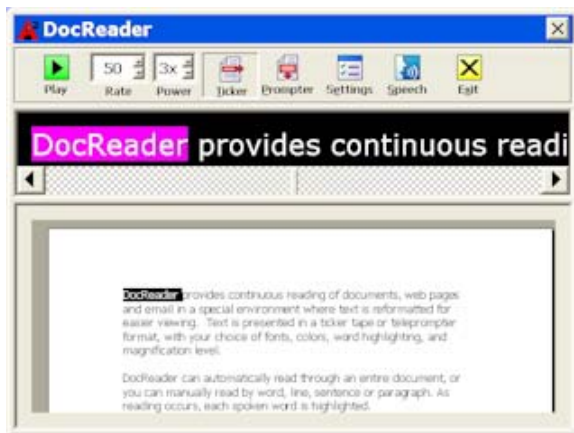 DocReader
50 3x
Play Rate Power Ticker Prompter Settings Speech Exit
DocReader provides continuous readi
DocReader provides continuous reading of documents, web pages
and email in a special environment where text is reformatted for
easier viewing. Text is presented in a ticker tape or teleprompter
format, with your choice of fonts, colors, word highlighting, and
magnification level.
DocReader can automatically read through an entire document, or
you can manually read by word, line, sentence or paragraph. As
reading occurs, each spoken word is highlighted.